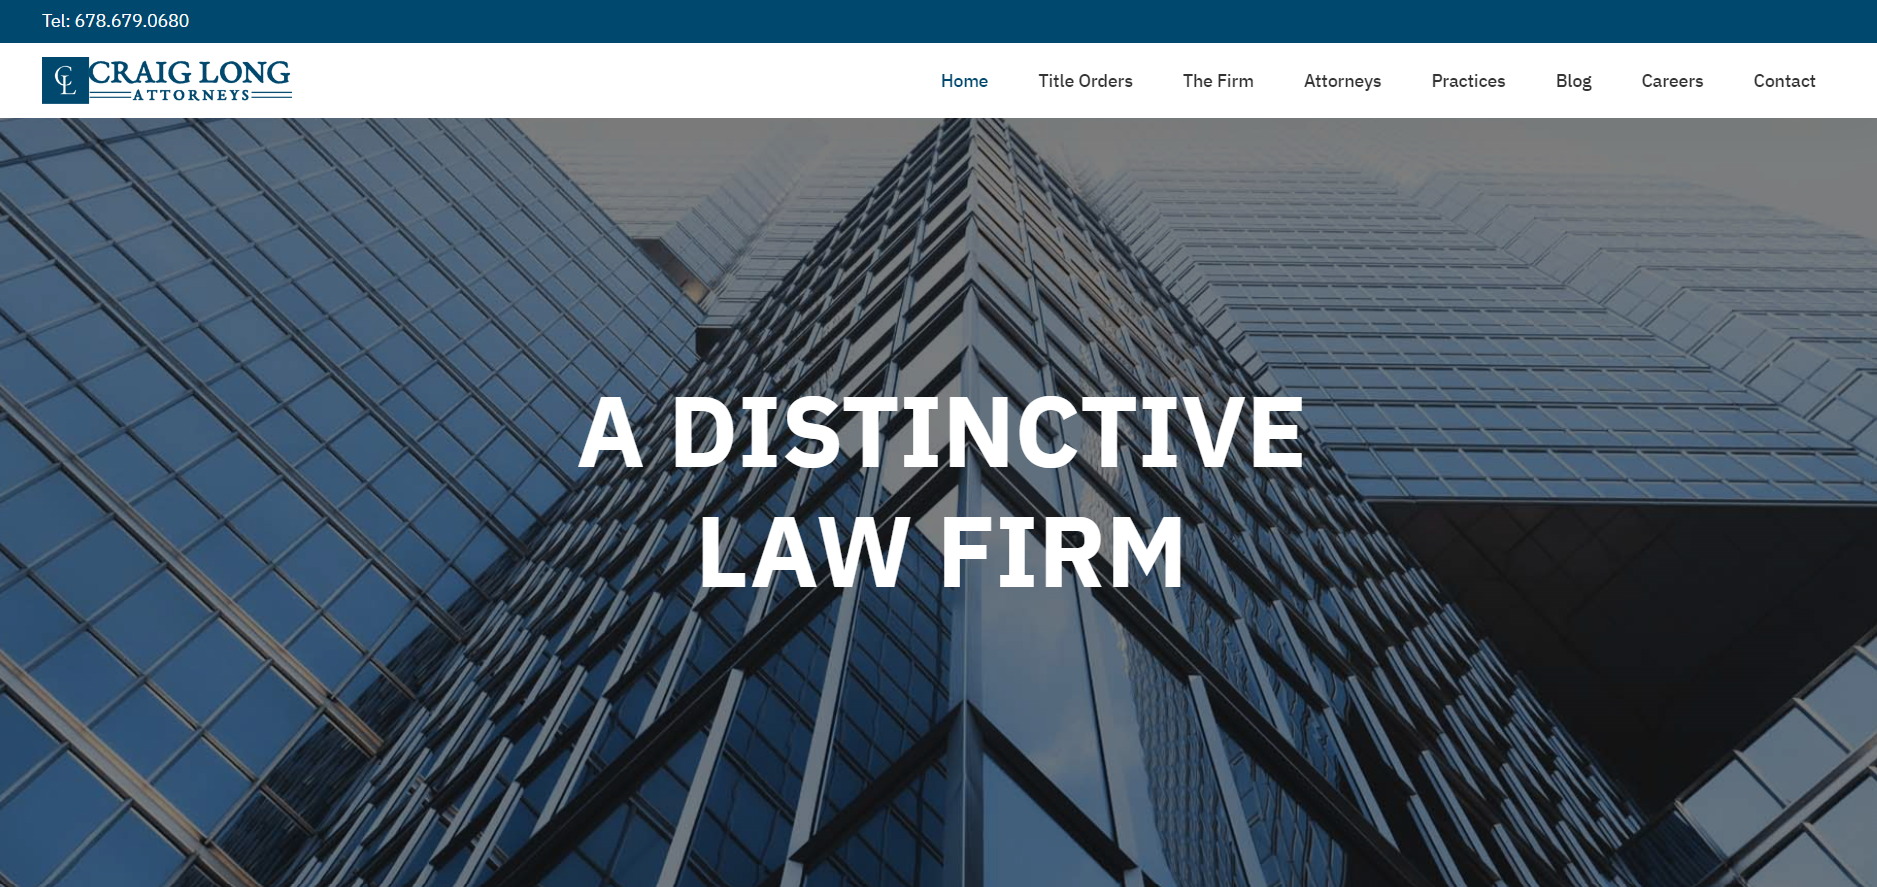 Tel: 678.679.0680
CL CRAIG LONG
ATTORNEYS
Home Title Orders The Firm Attorneys Practices Blog Careers Contact
A DISTINCTIVE
LAW FIRM